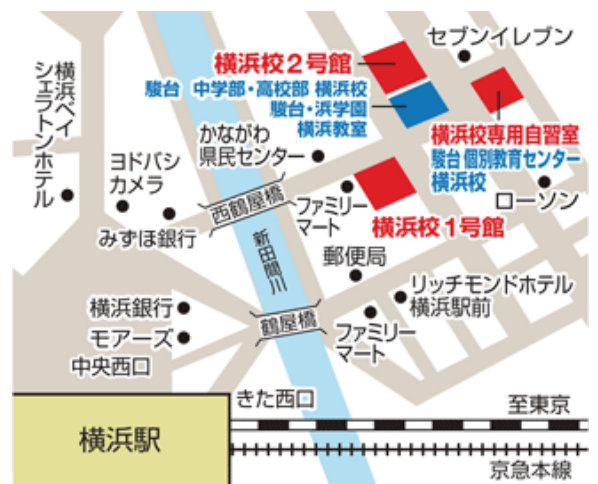 セブンイレブン
横浜校2号館
駿台 中学部・高校部 横浜校
駿台・浜学園
横浜教室
横浜ベイ
シェラトンホテル
かながわ
県民センター
横浜校専用自習室
駿台 個別教育センター
横浜校
ヨドバシ
カメラ
ローソン
西鶴屋橋
ファミリー
マート
横浜校1号館
みずほ銀行
新田間川
郵便局
リッチモンドホテル
横浜駅前
横浜銀行
鶴屋橋
ファミリー
マート
モアーズ
中央西口
きた西口
至東京
横浜駅
京急本線